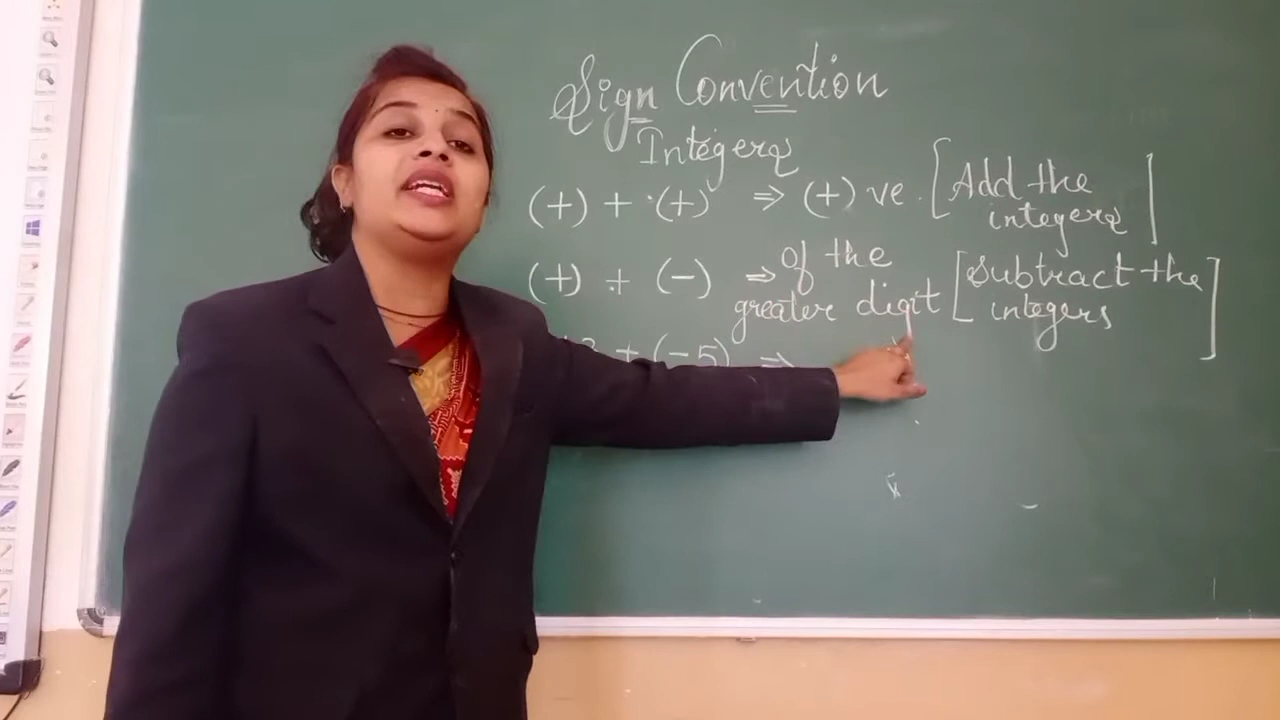 Sign Convention
Integers
(+) + (+) ⇒ (+) ve. [Add the
integers]
(+) + (-) ⇒ of the
greater digit [Subtract the
integers]
+ (-5) ⇒